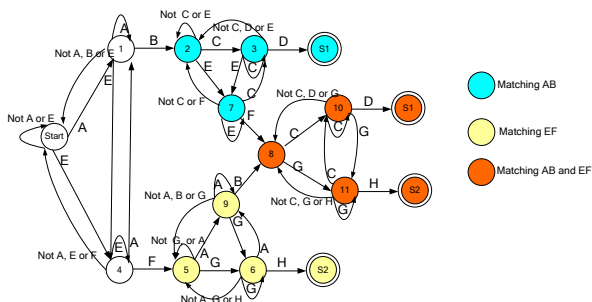 Not C or E
A
Not C, D or E
Not A, B or E
1
B
2
C
3
D
S1
E
E
E
C
Matching AB
Not C or F
7
C
Not C, D or G
10
D
S1
Not A or E
F
E
C
Start
A
C
G
Matching EF
E
8
G
C
11
H
S2
Matching AB and EF
A
B
Not C, G or H
G
Not A, B or G
9
G
Not A, E or F
E
A
Not G, or A
A
A
4
F
5
G
6
H
S2
Not A, G or H
G